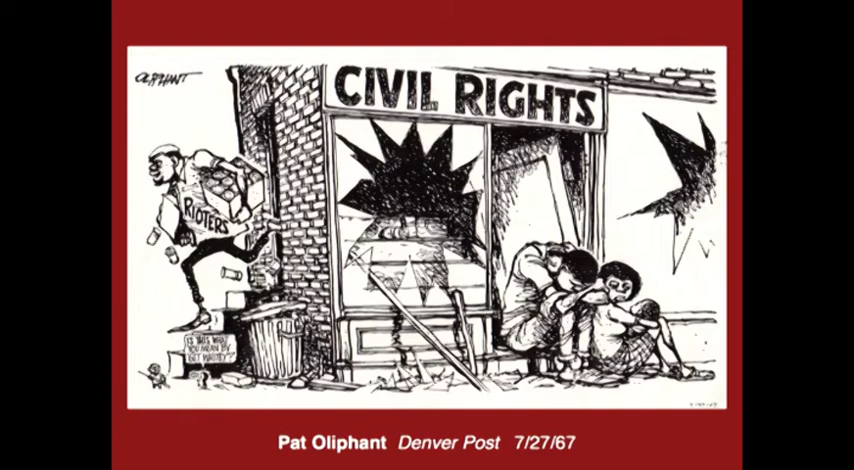 OLIPHANT
CIVIL RIGHTS
RIOTERS
IS THIS WHAT
YOU MEAN BY
GET WHITEY?
Pat Oliphant Denver Post 7/27/67